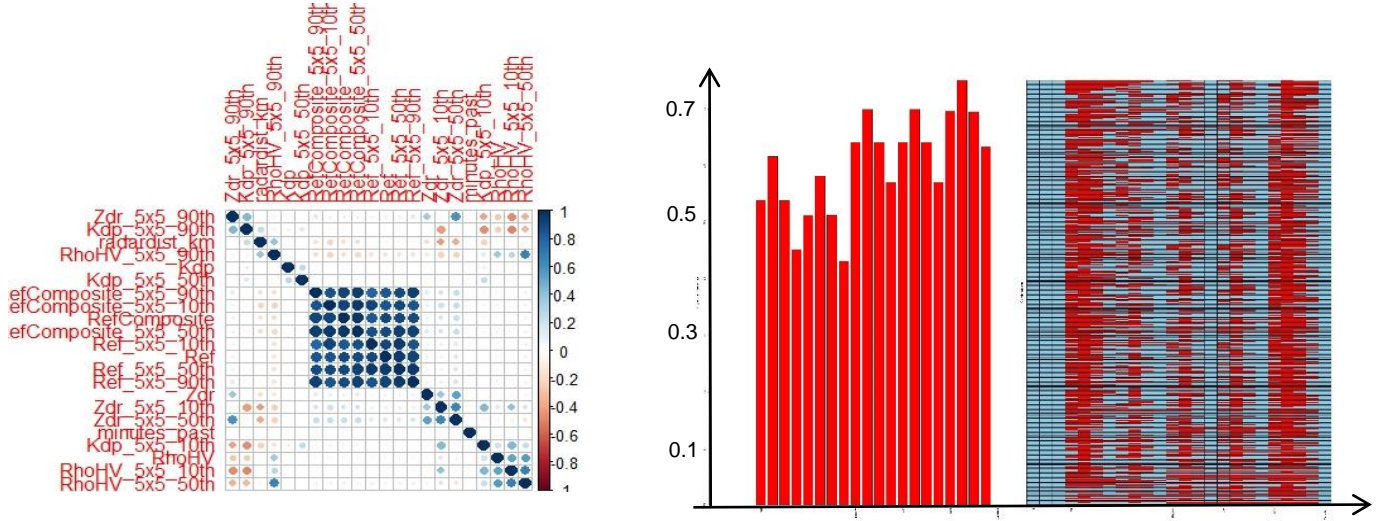 Zdr_5x5_90th
Kdp_5x5_90th
radardist_km
RhoHV_5x5_90th
Kdp
Kdp_5x5_50th
RefComposite_5x5_90th
RefComposite_5x5_10th
RefComposite
RefComposite_5x5_50th
Ref_5x5_10th
Ref
Ref_5x5_50th
Ref_5x5_90th
Zdr
Zdr_5x5_10th
Zdr_5x5_50th
minutes_past
Kdp_5x5_10th
RhoHV
RhoHV_5x5_10th
RhoHV_5x5_50th
Zdr_5x5_90th
Kdp_5x5_90th
radardist_km
RhoHV_5x5_90th
Kdp
Kdp_5x5_50th
efComposite_5x5_90th
efComposite_5x5_10th
RefComposite
efComposite_5x5_50th
Ref_5x5_10th
Ref
Ref_5x5_50th
Ref_5x5_90th
Zdr
Zdr_5x5_10th
Zdr_5x5_50th
minutes_past
Kdp_5x5_10th
RhoHV
RhoHV_5x5_10th
RhoHV_5x5_50th
1
0.8
0.6
0.4
0.2
0
-0.2
-0.4
-0.6
-0.8
0.7
0.5
0.3
0.1